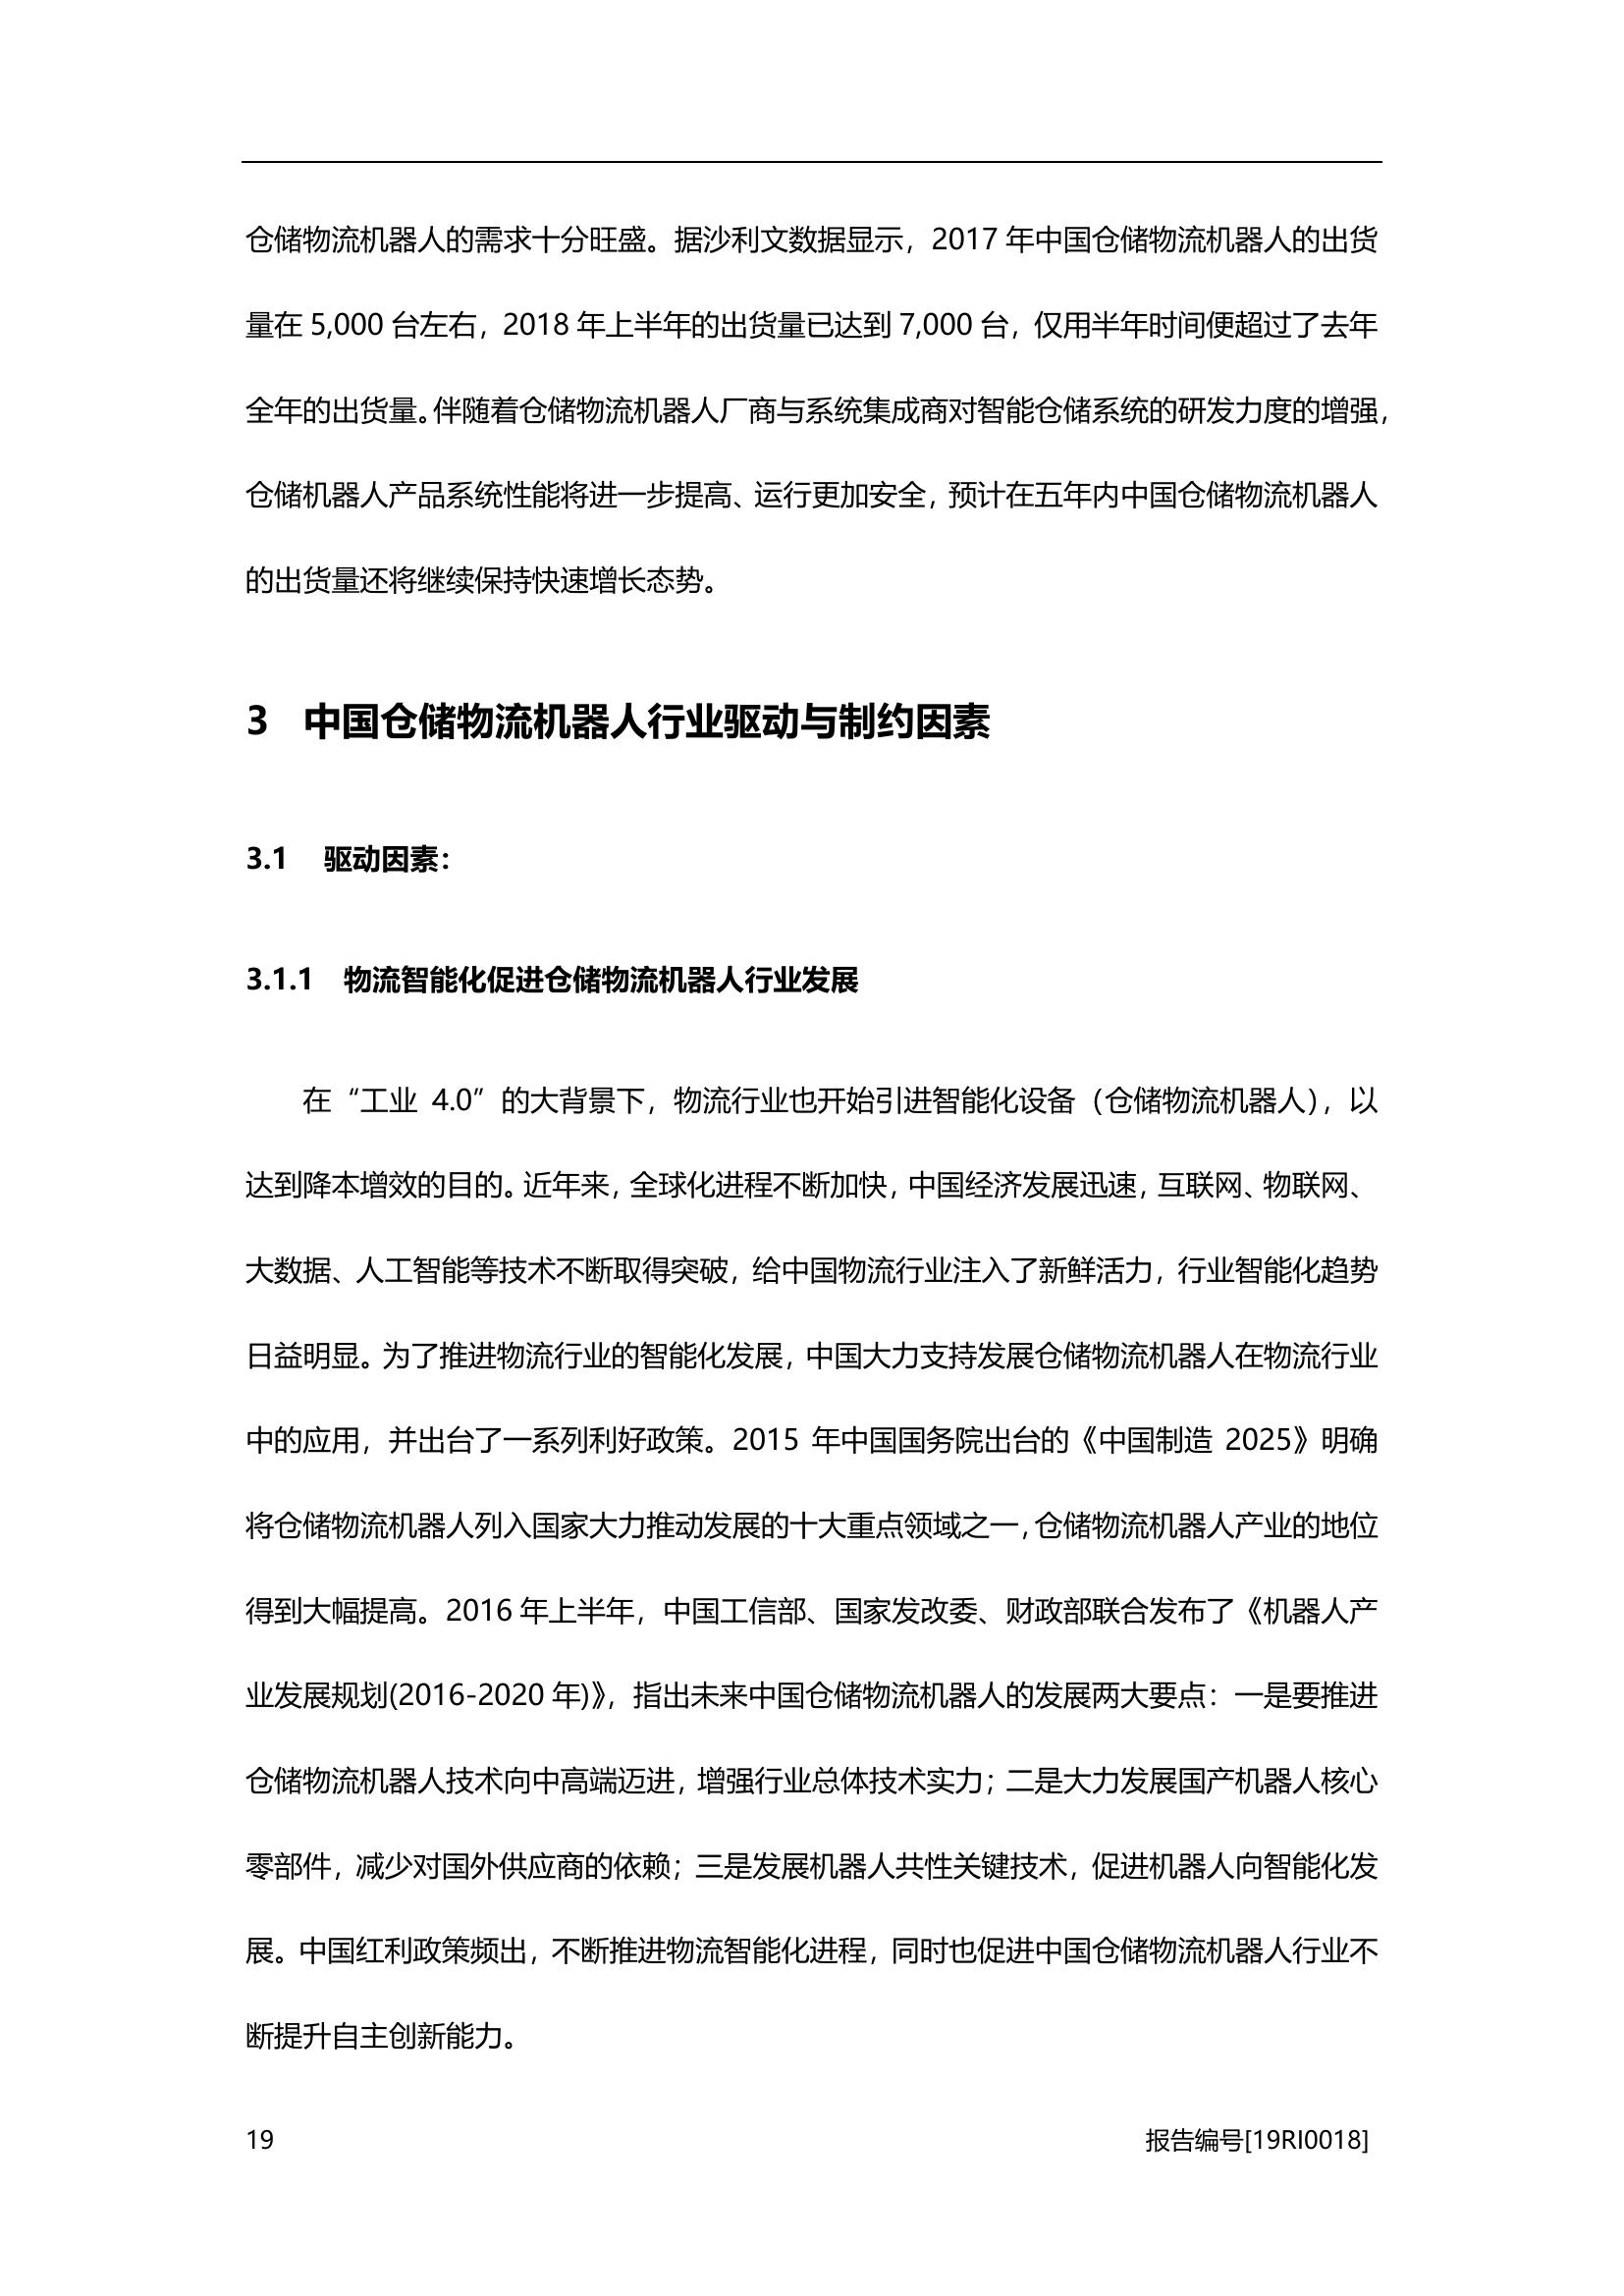 仓储物流机器人的需求十分旺盛。据沙利文数据显示，2017 年中国仓储物流机器人的出货
量在 5,000 台左右，2018 年上半年的出货量已达到 7,000 台，仅用半年时间便超过了去年
全年的出货量。伴随着仓储物流机器人厂商与系统集成商对智能仓储系统的研发力度的增强，
仓储机器人产品系统性能将进一步提高、运行更加安全，预计在五年内中国仓储物流机器人
的出货量还将继续保持快速增长态势。
3 中国仓储物流机器人行业驱动与制约因素
3.1 驱动因素：
3.1.1 物流智能化促进仓储物流机器人行业发展
在“工业 4.0”的大背景下，物流行业也开始引进智能化设备（仓储物流机器人），以
达到降本增效的目的。近年来，全球化进程不断加快，中国经济发展迅速，互联网、物联网、
大数据、人工智能等技术不断取得突破，给中国物流行业注入了新鲜活力，行业智能化趋势
日益明显。为了推进物流行业的智能化发展，中国大力支持发展仓储物流机器人在物流行业
中的应用，并出台了一系列利好政策。2015 年中国国务院出台的《中国制造 2025》明确
将仓储物流机器人列入国家大力推动发展的十大重点领域之一，仓储物流机器人产业的地位
得到大幅提高。2016 年上半年，中国工信部、国家发改委、财政部联合发布了《机器人产
业发展规划(2016-2020 年)》，指出未来中国仓储物流机器人的发展两大要点：一是要推进
仓储物流机器人技术向中高端迈进，增强行业总体技术实力；二是大力发展国产机器人核心
零部件，减少对国外供应商的依赖；三是发展机器人共性关键技术，促进机器人向智能化发
展。中国红利政策频出，不断推进物流智能化进程，同时也促进中国仓储物流机器人行业不
断提升自主创新能力。
19 报告编号[19RI0018]